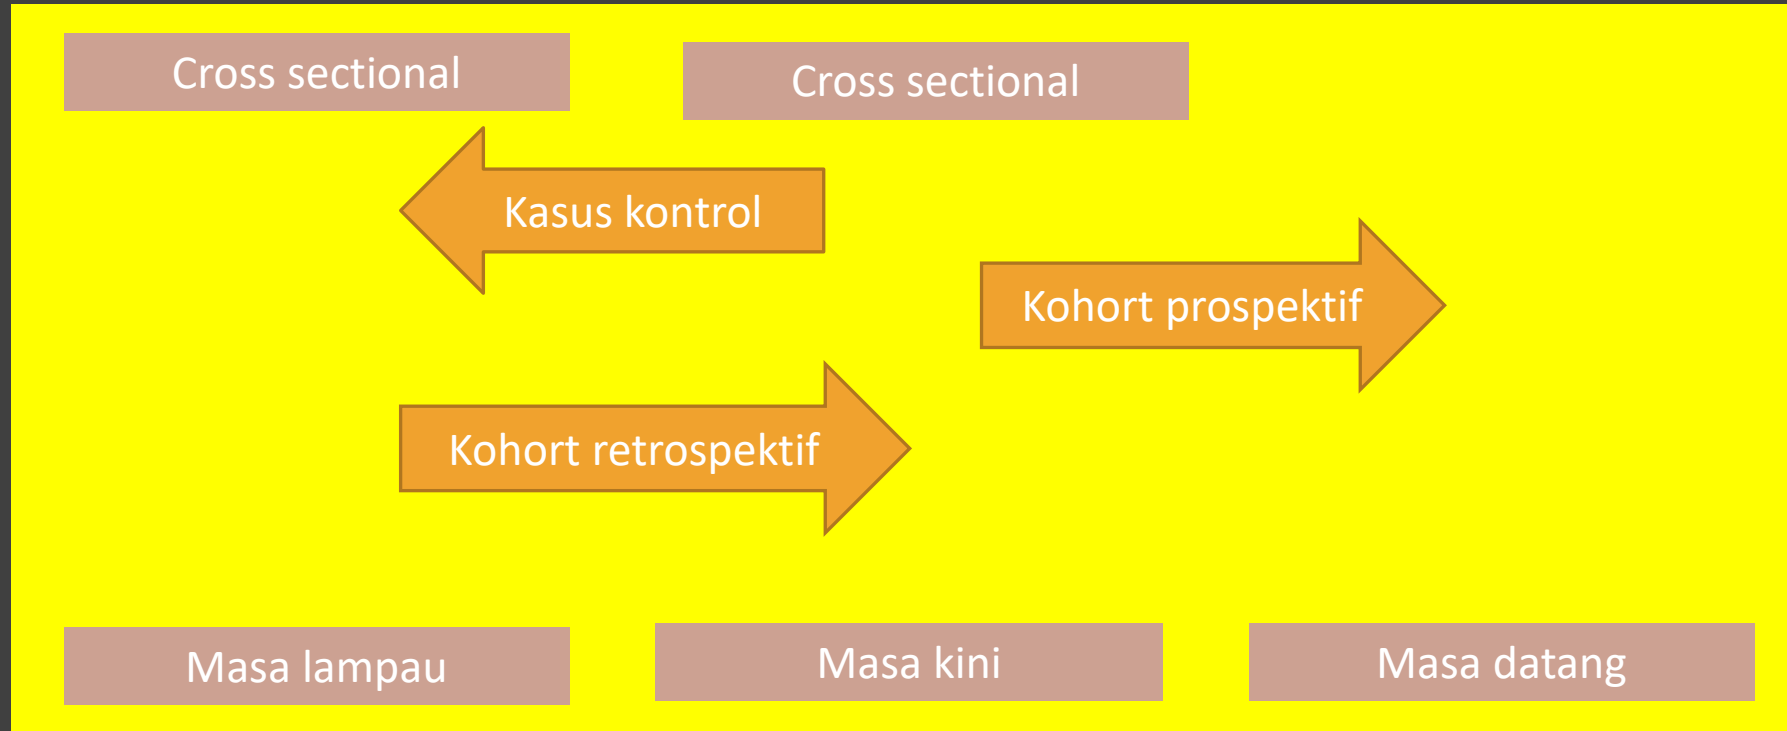 Cross sectional
Cross sectional
Kasus kontrol
Kohort prospektif
Kohort retrospektif
Masa lampau
Masa kini
Masa datang